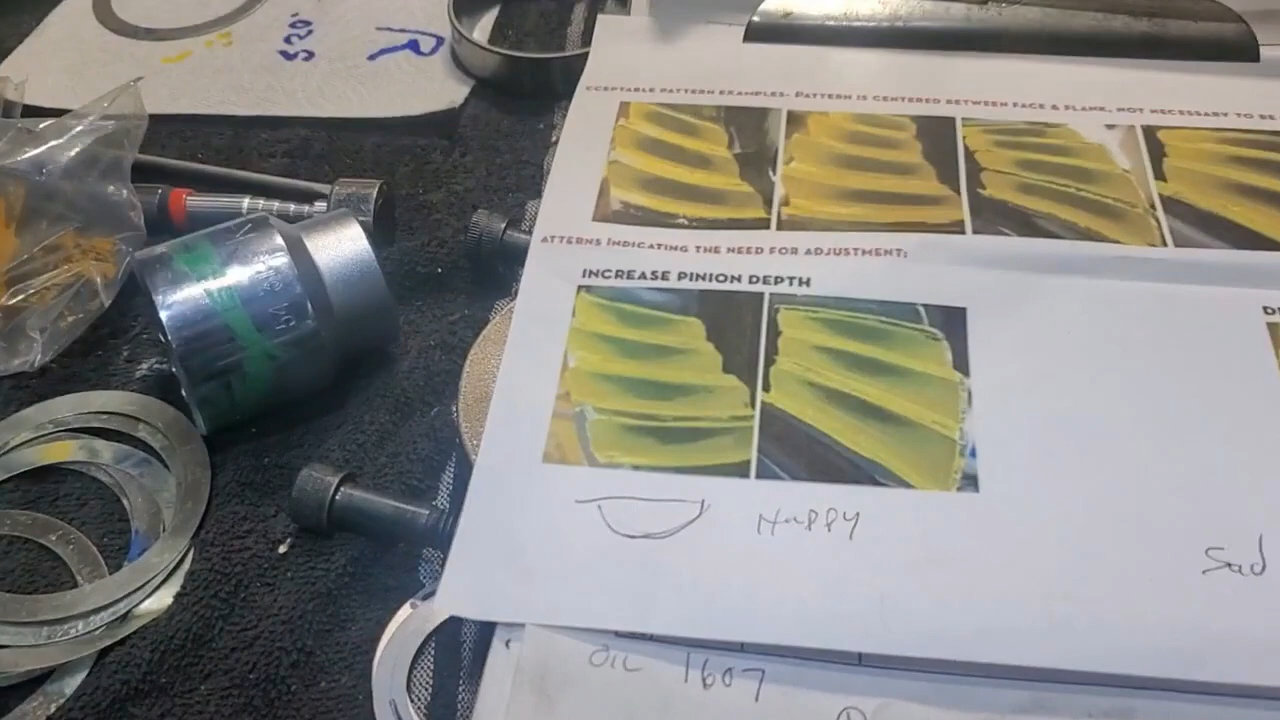 .520"
R
54
CCEPTABLE PATTERN EXAMPLES- PATTERN IS CENTERED BETWEEN FACE & FLANK, NOT NECESSARY TO BE
ATTERNS INDICATING THE NEED FOR ADJUSTMENT:
INCREASE PINION DEPTH
Happy
Sad
OIL 1607